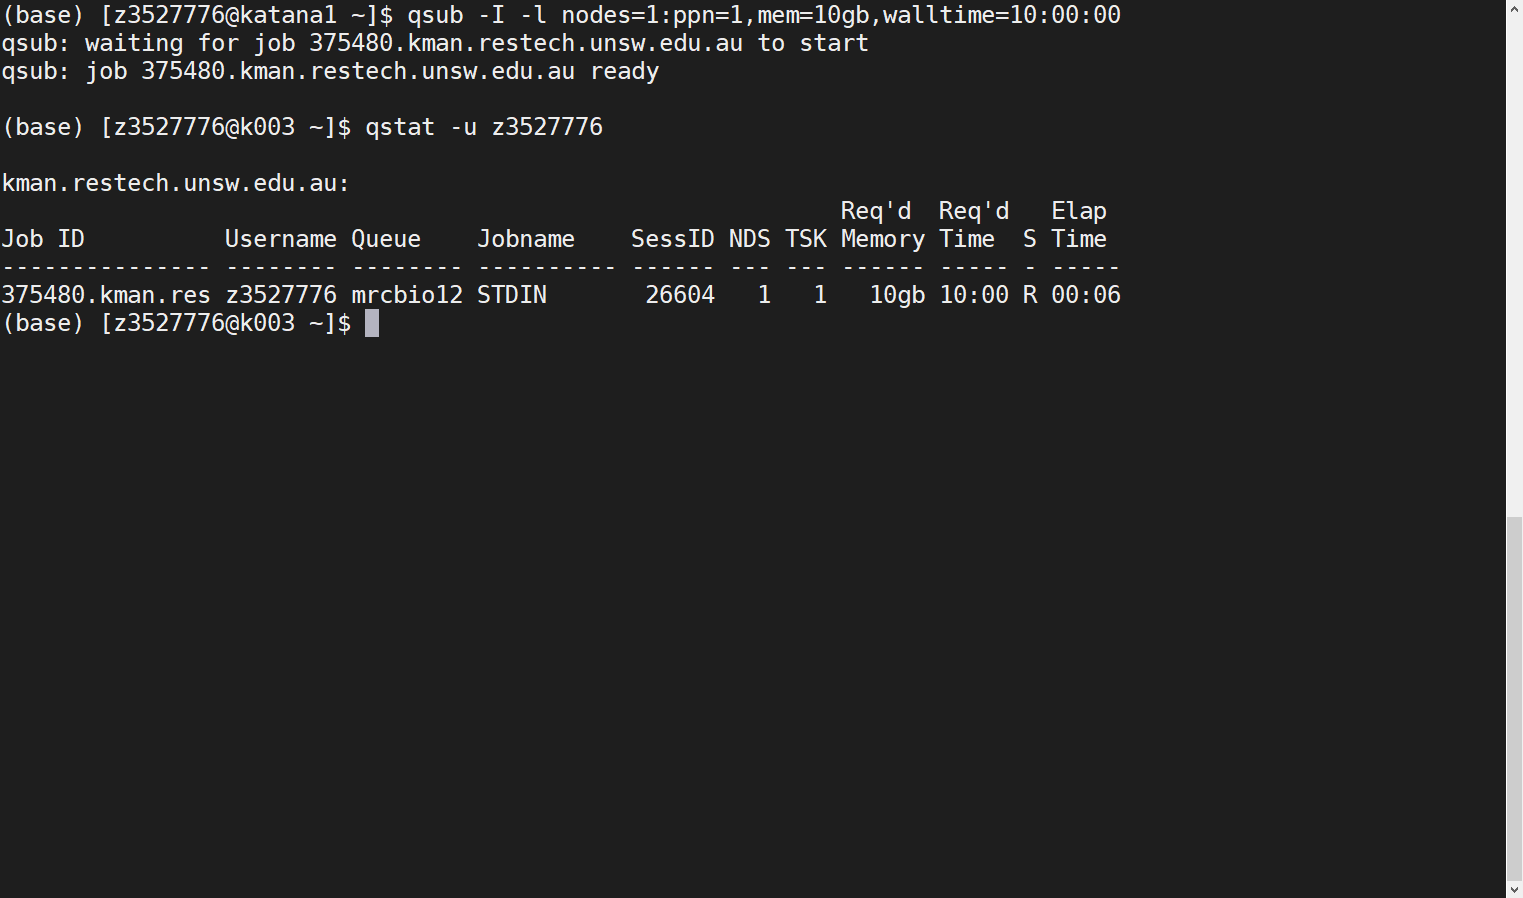 (base) [z3527776@katana1 ~]$ qsub -I -l nodes=1:ppn=1,mem=10gb,walltime=10:00:00
qsub: waiting for job 375480.kman.restech.unsw.edu.au to start
qsub: job 375480.kman.restech.unsw.edu.au ready

(base) [z3527776@k003 ~]$ qstat -u z3527776

kman.restech.unsw.edu.au:
                                                            Req'd  Req'd   Elap
Job ID          Username Queue    Jobname    SessID NDS TSK Memory Time  S Time
--------------- -------- -------- ---------- ------ --- --- ------ ----- - -----
375480.kman.res z3527776 mrcbio12 STDIN       26604   1   1   10gb 10:00 R 00:06
(base) [z3527776@k003 ~]$